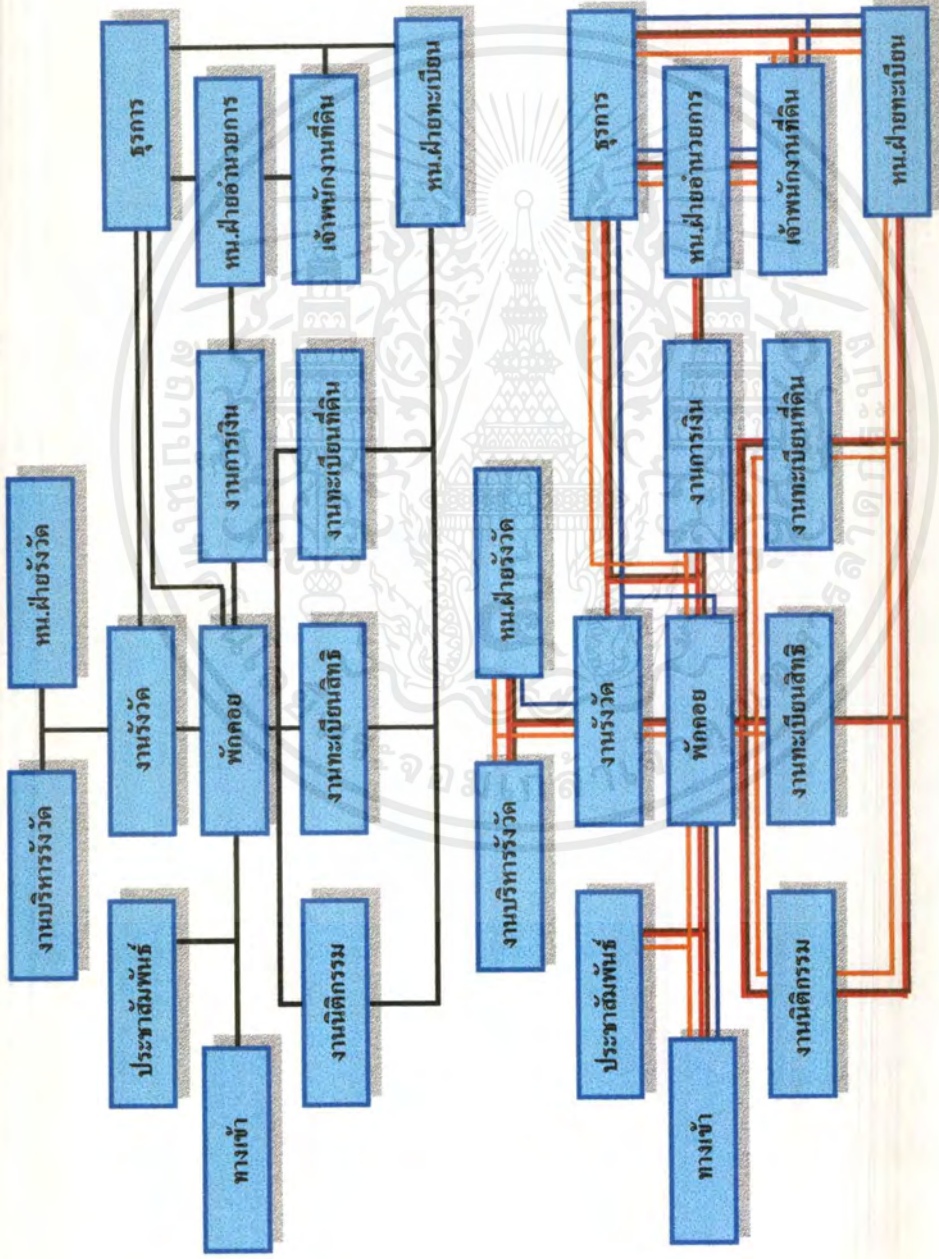 งานบริหารรังวัด
หน.ฝ่ายรังวัด
ประชาสัมพันธ์
งานรังวัด
ธุรการ
ทางเข้า
พักคอย
งานการเงิน
หน.ฝ่ายอำนวยการ
งานนิติกรรม
งานทะเบียนสิทธิ
งานทะเบียนที่ดิน
เจ้าพนักงานที่ดิน
หน.ฝ่ายทะเบียน
งานบริหารรังวัด
หน.ฝ่ายรังวัด
ประชาสัมพันธ์
งานรังวัด
ธุรการ
ทางเข้า
พักคอย
งานการเงิน
หน.ฝ่ายอำนวยการ
งานนิติกรรม
งานทะเบียนสิทธิ
งานทะเบียนที่ดิน
เจ้าพนักงานที่ดิน
หน.ฝ่ายทะเบียน